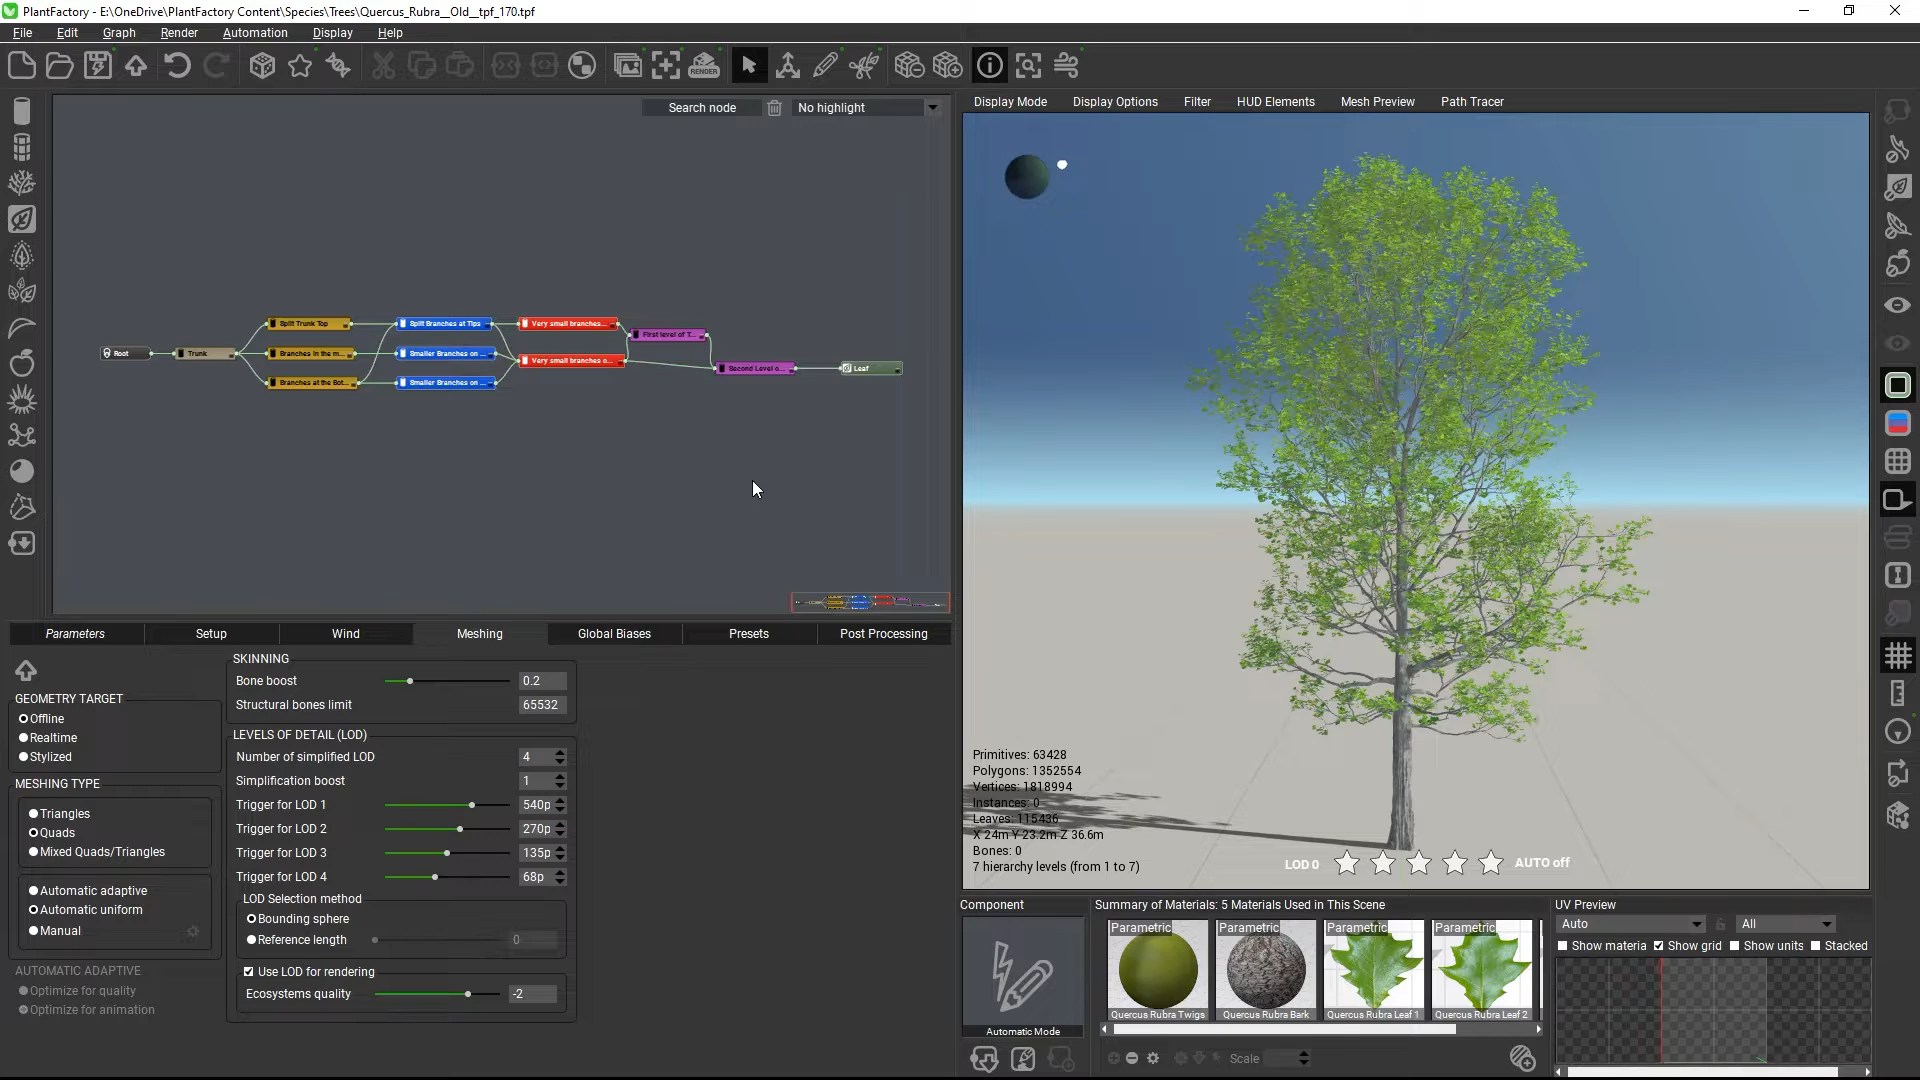 PlantFactory - E:\OneDrive\PlantFactory Content\Species\Trees\Quercus_Rubra__Old__tpf_170.tpf
File Edit Graph Render Automation Display Help
RENDER
Search node No highlight
Root
Trunk
Split Trunk Top
Branches in the m...
Branches at the Bot...
Split Branches at Tips
Smaller Branches on ...
Smaller Branches on ...
Very small branches...
Very small branches o...
First level of T...
Second Level o...
Leaf
Parameters Setup Wind Meshing Global Biases Presets Post Processing
GEOMETRY TARGET
Offline
Realtime
Stylized
MESHING TYPE
Triangles
Quads
Mixed Quads/Triangles
Automatic adaptive
Automatic uniform
Manual
AUTOMATIC ADAPTIVE
Optimize for quality
Optimize for animation
SKINNING
Bone boost 0.2
Structural bones limit 65532
LEVELS OF DETAIL (LOD)
Number of simplified LOD 4
Simplification boost 1
Trigger for LOD 1 540p
Trigger for LOD 2 270p
Trigger for LOD 3 135p
Trigger for LOD 4 68p
LOD Selection method
Bounding sphere
Reference length 0
Use LOD for rendering
Ecosystems quality -2
Display Mode Display Options Filter HUD Elements Mesh Preview Path Tracer
Primitives: 63428
Polygons: 1352554
Vertices: 1818994
Instances: 0
Leaves: 115436
X 24m Y 23.2m Z 36.6m
Bones: 0
7 hierarchy levels (from 1 to 7)
LOD 0 AUTO off
Component
Automatic Mode
Summary of Materials: 5 Materials Used in This Scene
Parametric Parametric Parametric Parametric
Quercus Rubra Twigs Quercus Rubra Bark Quercus Rubra Leaf 1 Quercus Rubra Leaf 2
Scale
UV Preview
Auto All
Show materia Show grid Show units Stacked